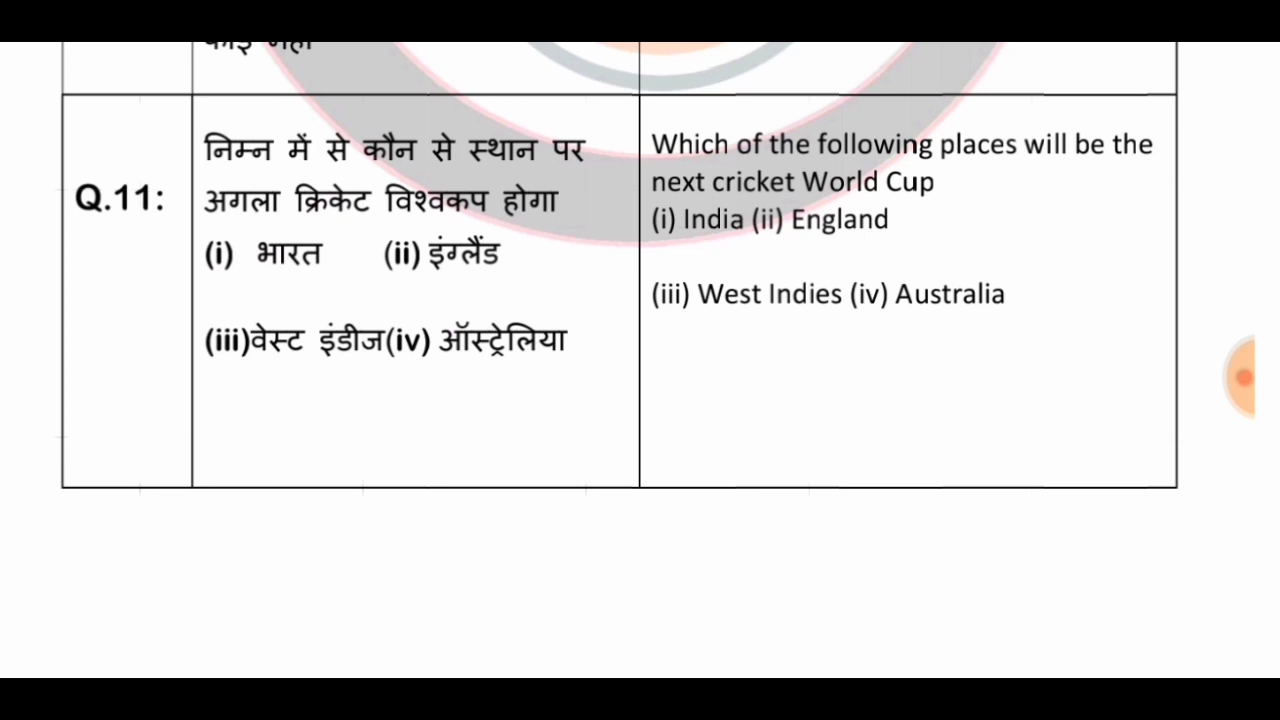 कोई नहीं
Q.11:
निम्न में से कौन से स्थान पर
अगला क्रिकेट विश्वकप होगा
(i) भारत (ii) इंग्लैंड
(iii)वेस्ट इंडीज(iv) ऑस्ट्रेलिया
Which of the following places will be the
next cricket World Cup
(i) India (ii) England
(iii) West Indies (iv) Australia